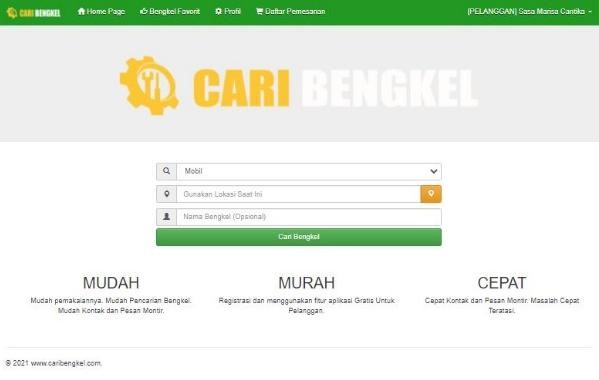 CARI BENGKEL Home Page Bengkel Favorit Profil Daftar Pemesanan [PELANGGAN] Sasa Marisa Cantika
CARI BENGKEL
Mobil
Gunakan Lokasi Saat Ini
Nama Bengkel (Opsional)
Cari Bengkel
MUDAH
Mudah pemakaiannya. Mudah Pencarian Bengkel.
Mudah Kontak dan Pesan Montir.
MURAH
Registrasi dan menggunakan fitur aplikasi Gratis Untuk
Pelanggan.
CEPAT
Cepat Kontak dan Pesan Montir. Masalah Cepat
Teratasi.
© 2021 www.caribengkel.com.